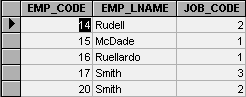 EMP_CODE EMP_LNAME JOB_CODE
14 Rudell 2
15 McDade 1
16 Ruellardo 1
17 Smith 3
20 Smith 2